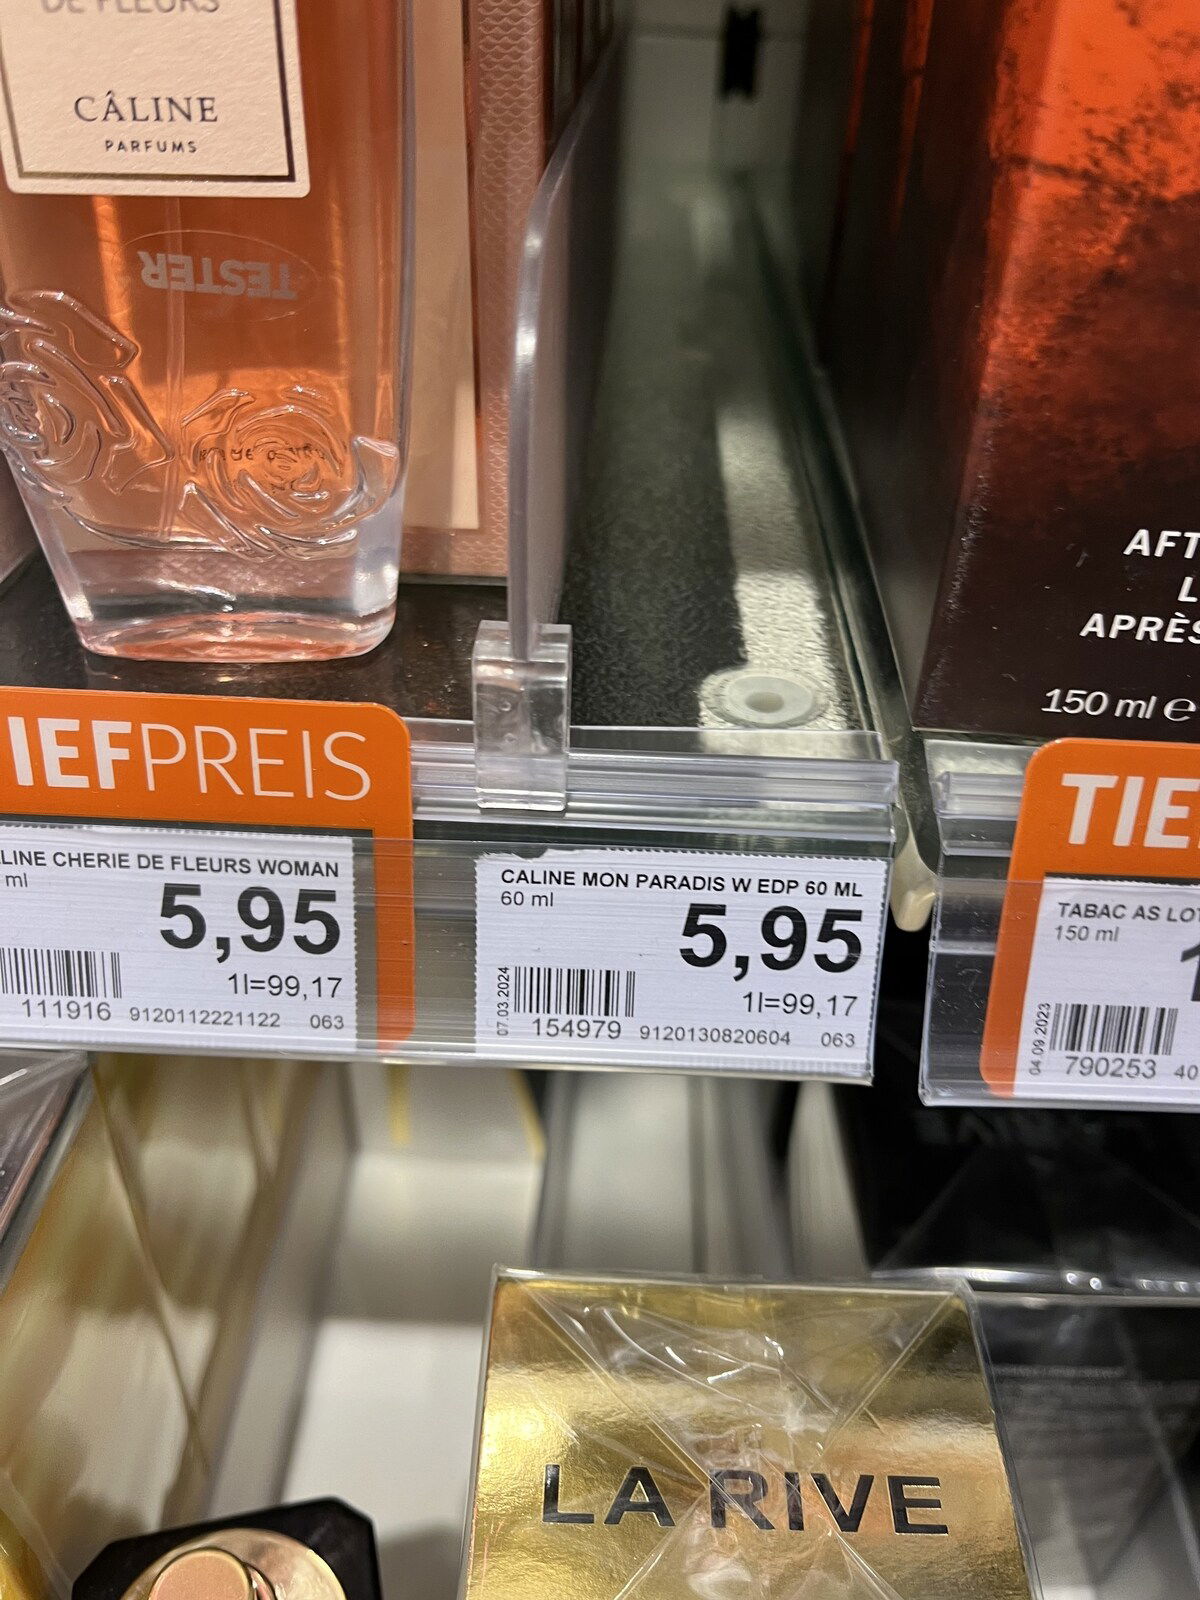 DE FLEURS
CÂLINE
PARFUMS
TESTER
AFT
L
APRÈS
150 ml e
IEFPREIS
LINE CHERIE DE FLEURS WOMAN
ml
5,95
1l=99,17
111916 9120112221122 063
CALINE MON PARADIS W EDP 60 ML
60 ml
5,95
1l=99,17
07.03.2024
154979 9120130820604 063
TIE
TABAC AS LOT
150 ml
1
04.09.2023
790253 40
LA RIVE